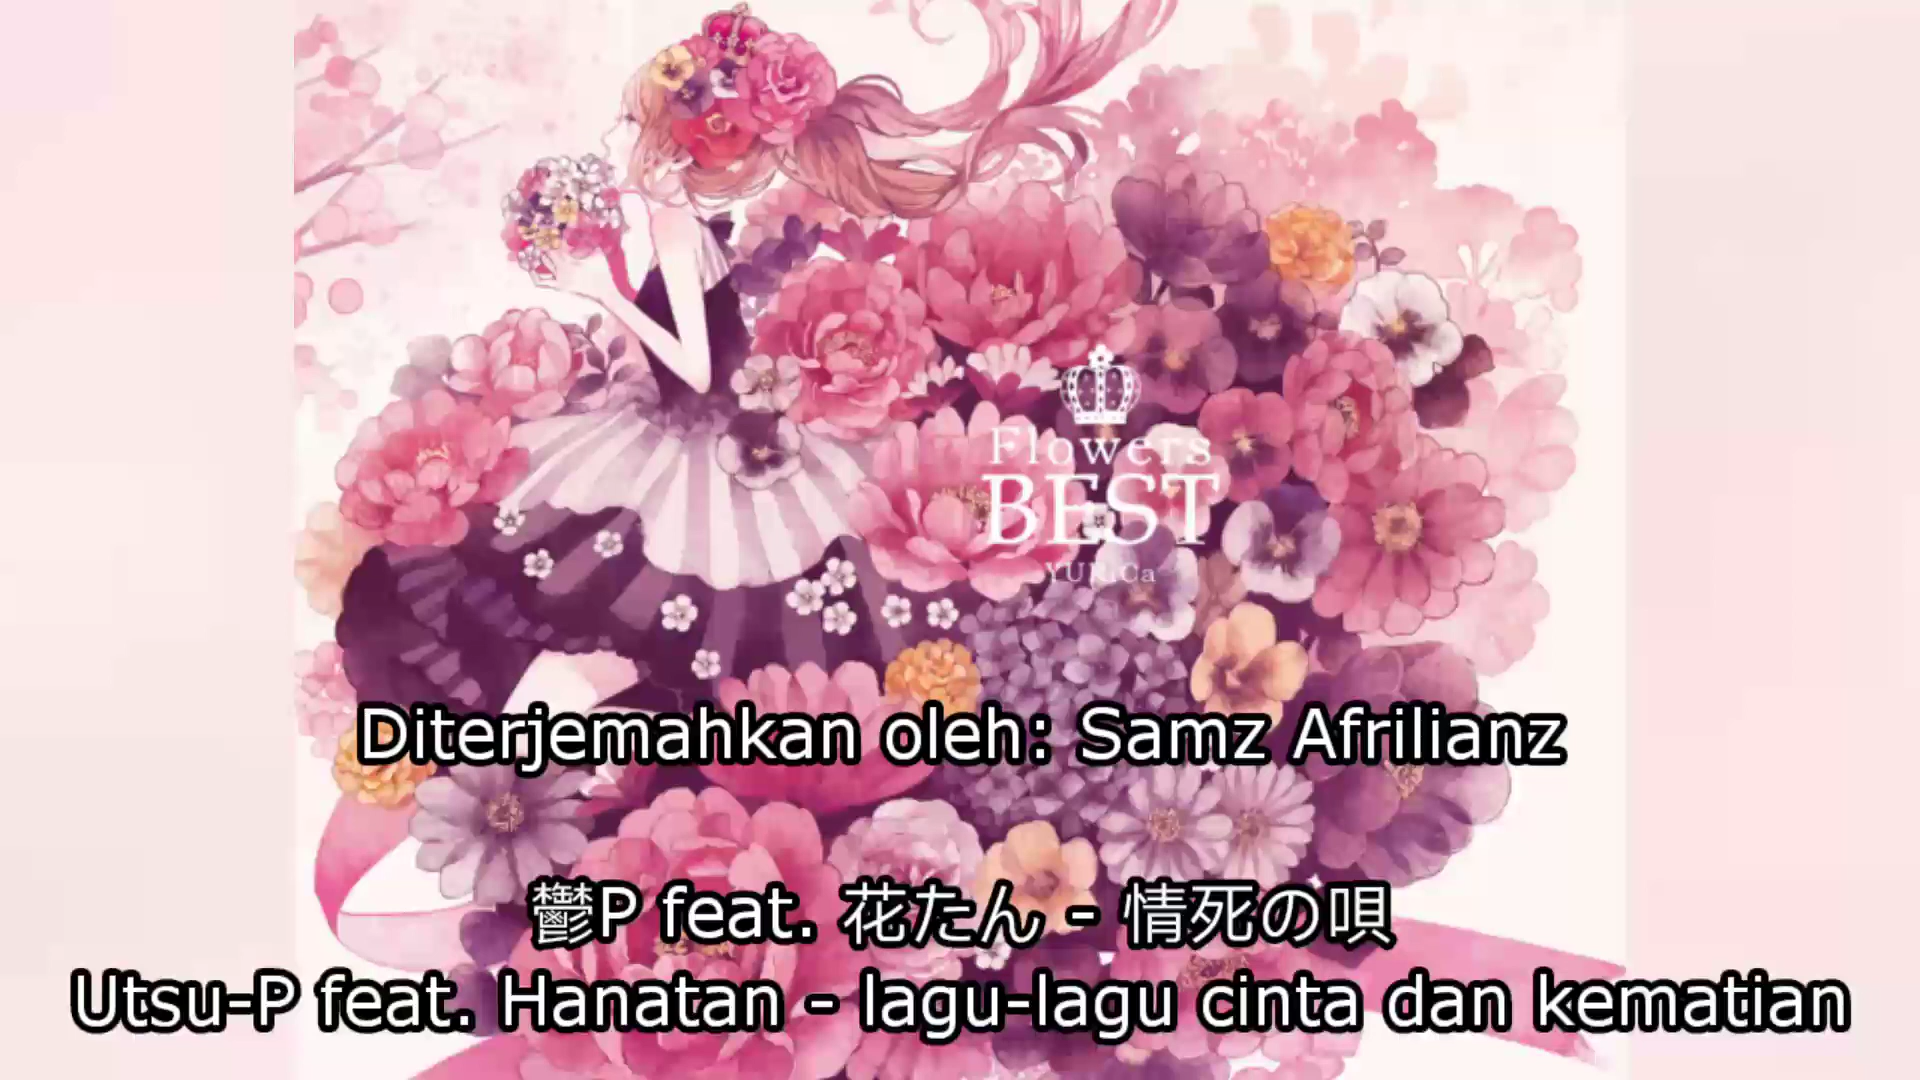 Flowers
BEST
YURiCa
Diterjemahkan oleh: Samz Afrilianz
鬱P feat. 花たん - 情死の唄
Utsu-P feat. Hanatan - lagu-lagu cinta dan kematian